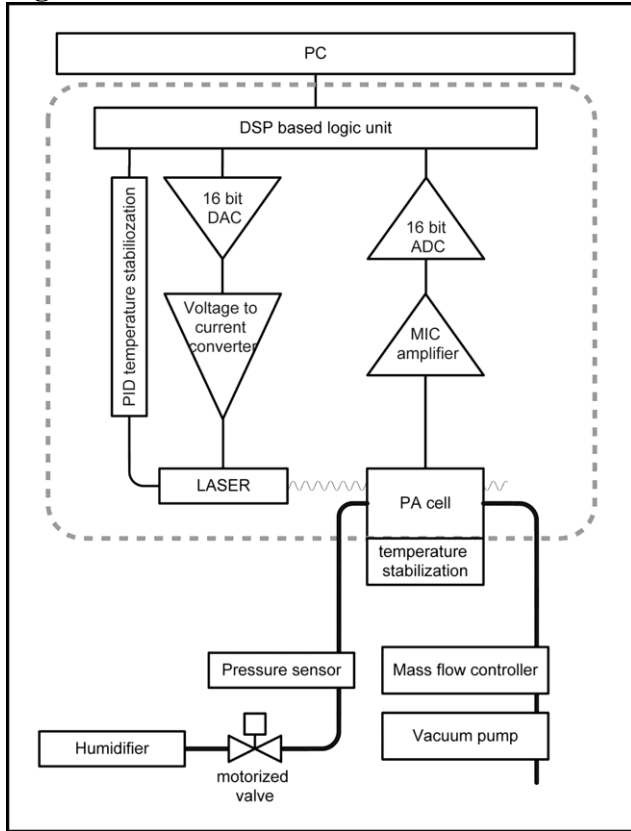 PC
DSP based logic unit
PID temperature stabiliozation
16 bit
DAC
16 bit
ADC
Voltage to
current
converter
MIC
amplifier
LASER
PA cell
temperature
stabilization
Pressure sensor
Mass flow controller
Humidifier
Vacuum pump
motorized
valve